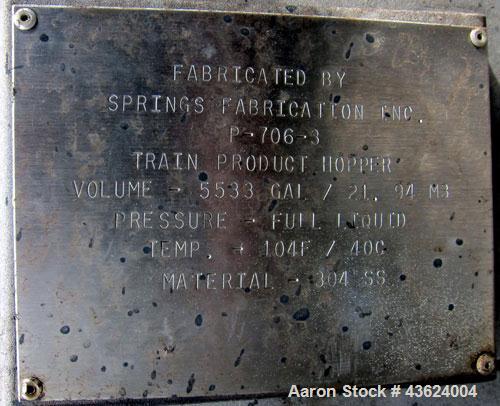 FABRICATED BY
SPRINGS FABRICATION INC.
P-706-3
TRAIN PRODUCT HOPPER
VOLUME - 5533 GAL / 21.94 M3
PRESSURE - FULL LIQUID
TEMP. - 104F / 40C
MATERIAL - 304 SS
Aaron Stock # 43624004